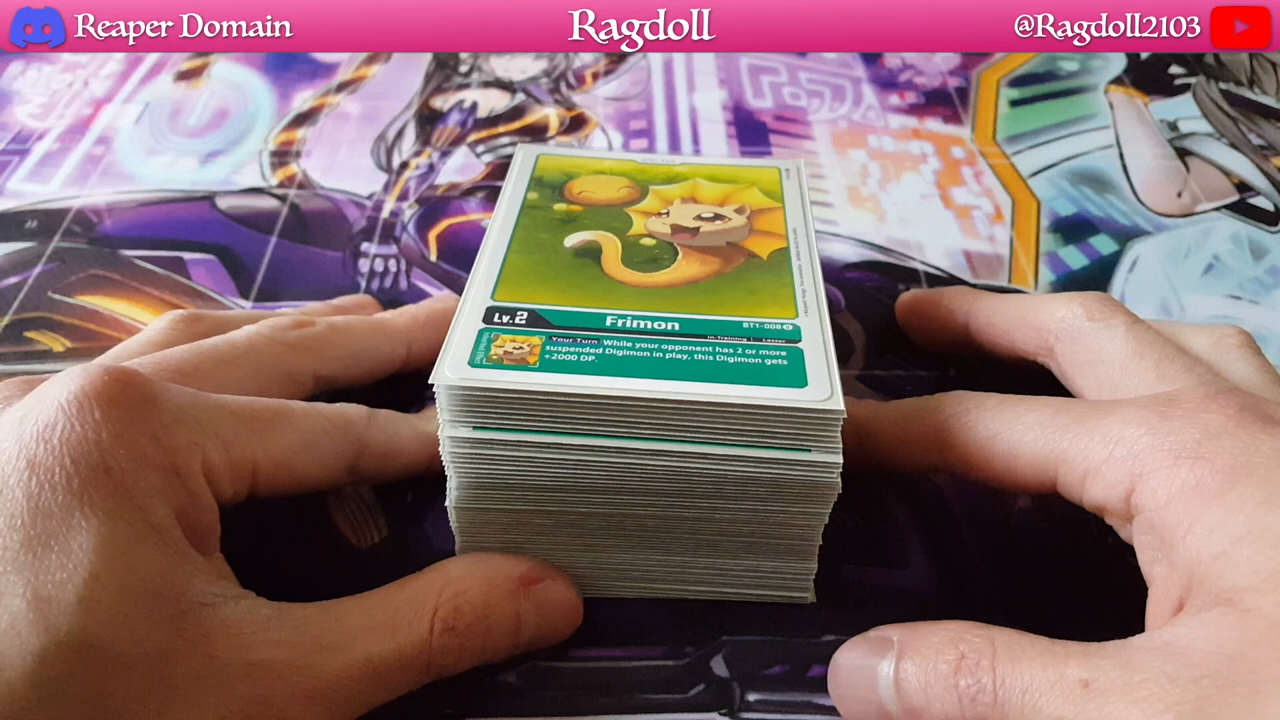 Reaper Domain
Ragdoll
@Ragdoll2103
Lv.2
Frimon
BT1-008 U
In-Training
Lesser
Your Turn While your opponent has 2 or more
suspended Digimon in play, this Digimon gets
+2000 DP.